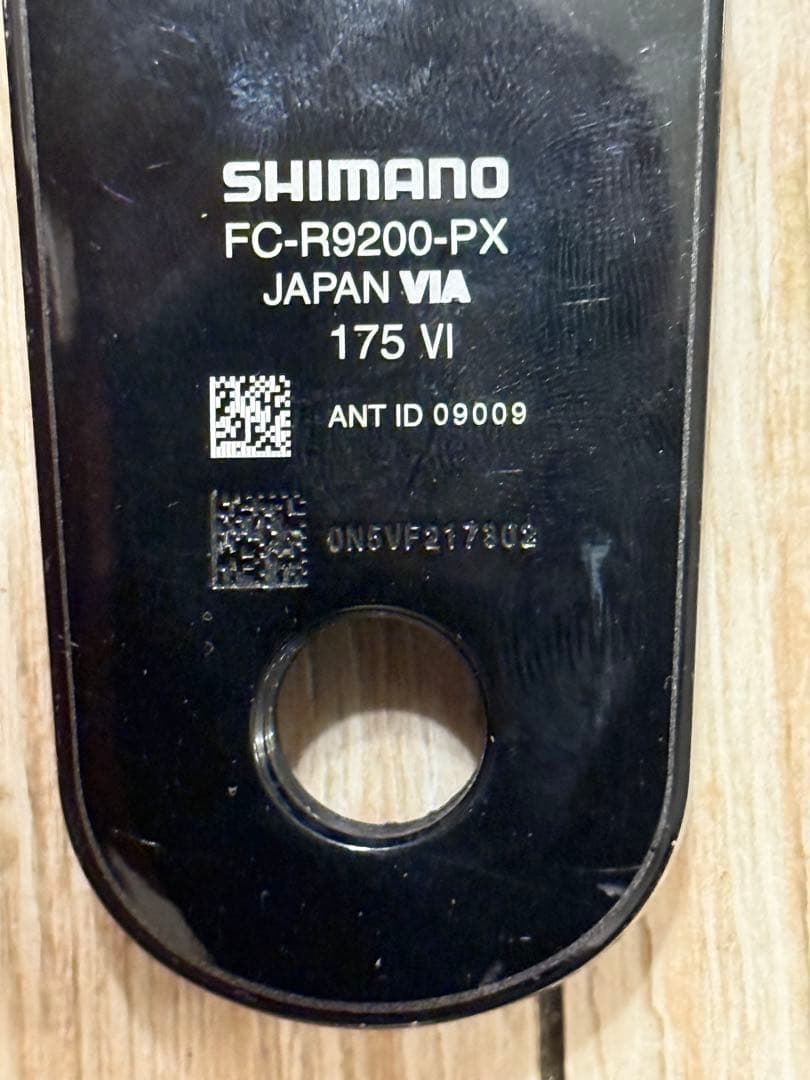 SHIMANO
FC-R9200-PX
JAPAN VIA
175 VI
ANT ID 09009
0N5VF217802